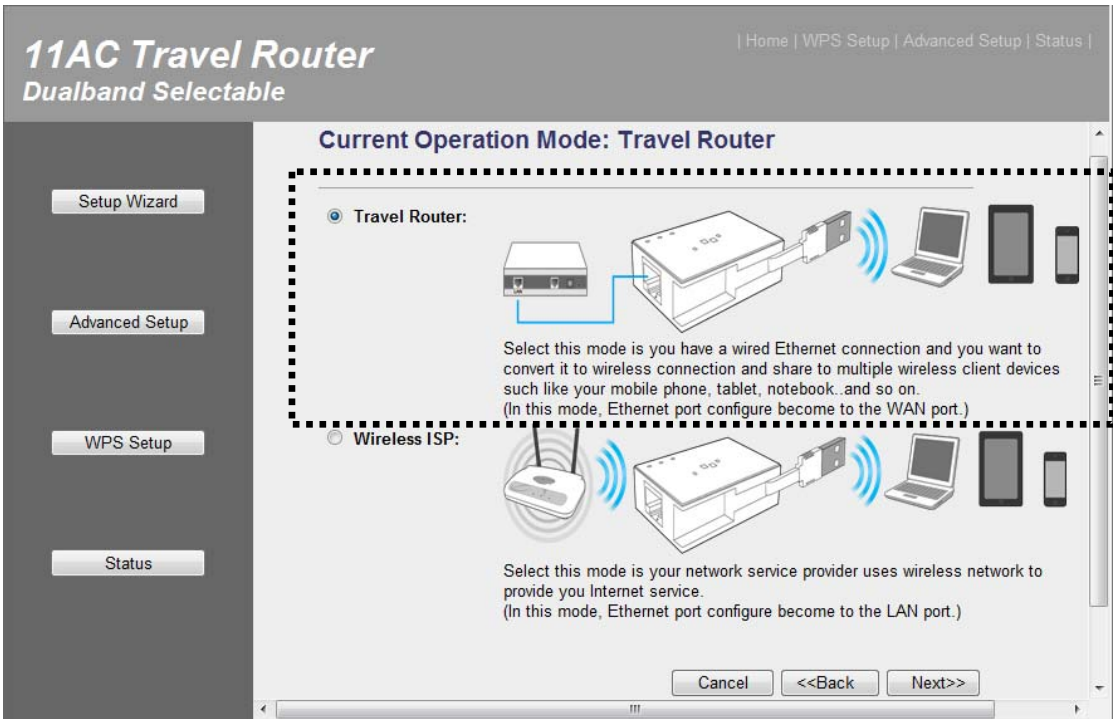 11AC Travel Router
Dualband Selectable
| Home | WPS Setup | Advanced Setup | Status |
Setup Wizard
Advanced Setup
WPS Setup
Status
Current Operation Mode: Travel Router
Travel Router:
LAN
Select this mode is you have a wired Ethernet connection and you want to
convert it to wireless connection and share to multiple wireless client devices
such like your mobile phone, tablet, notebook..and so on.
(In this mode, Ethernet port configure become to the WAN port.)
Wireless ISP:
Select this mode is your network service provider uses wireless network to
provide you Internet service.
(In this mode, Ethernet port configure become to the LAN port.)
Cancel
<<Back
Next>>